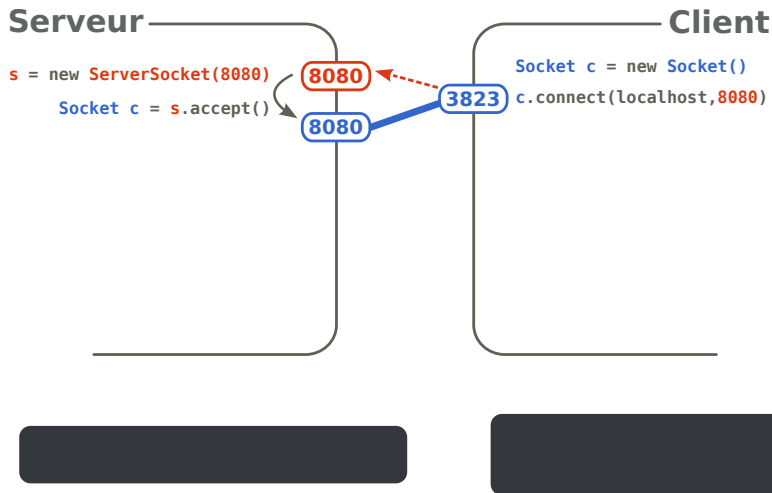 Serveur
Client
s = new ServerSocket(8080)
8080
Socket c = new Socket()
Socket c = s.accept()
8080
3823
c.connect(localhost,8080)